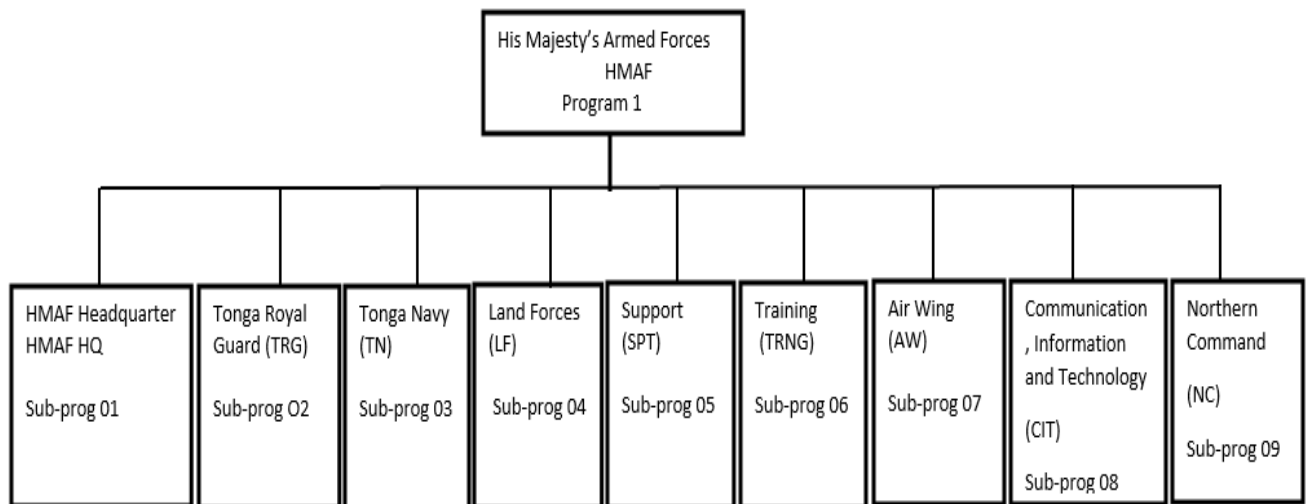 His Majesty’s Armed Forces
HMAF
Program 1
HMAF Headquarter
HMAF HQ
Sub-prog 01
Tonga Royal
Guard (TRG)
Sub-prog O2
Tonga Navy
(TN)
Sub-prog 03
Land Forces
(LF)
Sub-prog 04
Support
(SPT)
Sub-prog 05
Training
(TRNG)
Sub-prog 06
Air Wing
(AW)
Sub-prog 07
Communication
, Information
and Technology
(CIT)
Sub-prog 08
Northern
Command
(NC)
Sub-prog 09